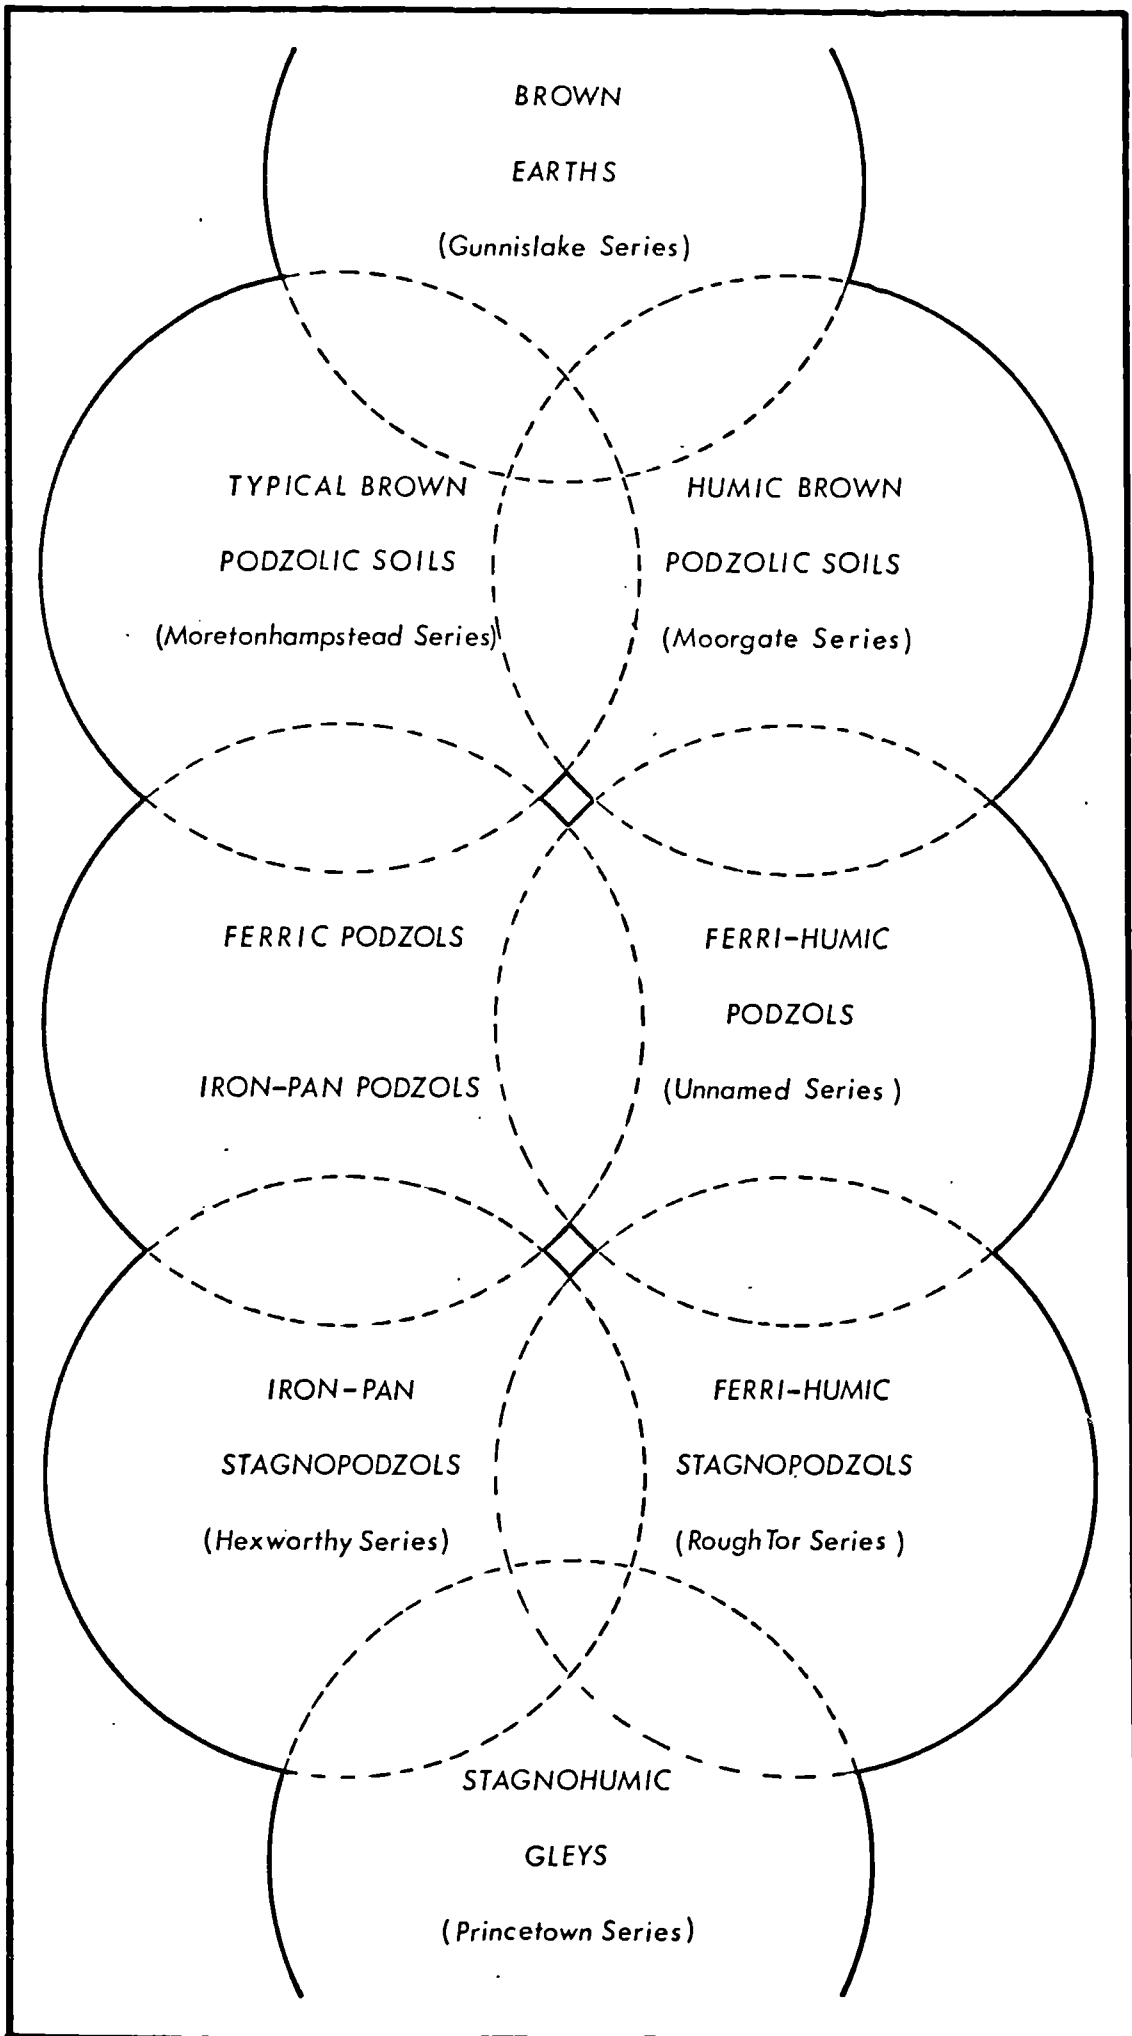 BROWN
EARTHS
(Gunnislake Series)
TYPICAL BROWN
PODZOLIC SOILS
(Moretonhampstead Series)
HUMIC BROWN
PODZOLIC SOILS
(Moorgate Series)
FERRIC PODZOLS
IRON-PAN PODZOLS
FERRI-HUMIC
PODZOLS
(Unnamed Series)
IRON-PAN
STAGNOPODZOLS
(Hexworthy Series)
FERRI-HUMIC
STAGNOPODZOLS
(Rough Tor Series)
STAGNOHUMIC
GLEYS
(Princetown Series)